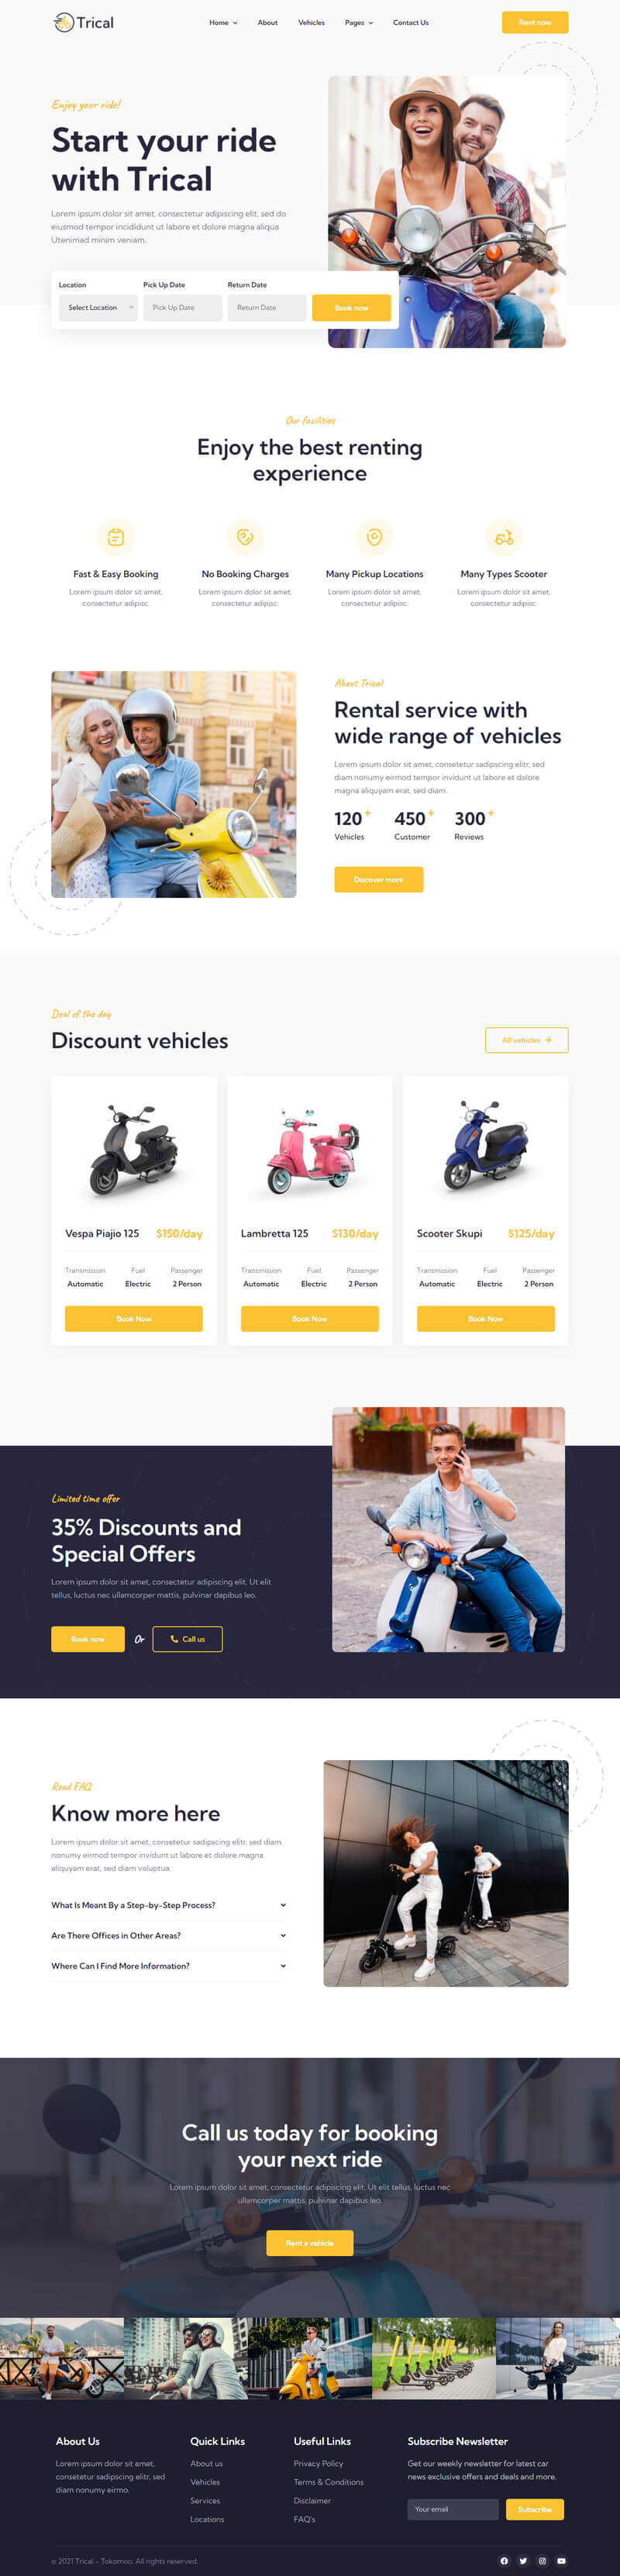 Trical
Home
About
Vehicles
Pages
Contact Us
Rent now
Enjoy your ride!
Start your ride
with Trical
Lorem ipsum dolor sit amet, consectetur adipiscing elit, sed do
eiusmod tempor incididunt ut labore et dolore magna aliqua
Utenimad minim veniam.
Location
Pick Up Date
Return Date
Select Location
Pick Up Date
Return Date
Book now
Our facilities
Enjoy the best renting
experience
Fast & Easy Booking
Lorem ipsum dolor sit amet,
consectetur adipisc.
No Booking Charges
Lorem ipsum dolor sit amet,
consectetur adipisc.
Many Pickup Locations
Lorem ipsum dolor sit amet,
consectetur adipisc.
Many Types Scooter
Lorem ipsum dolor sit amet,
consectetur adipisc.
About Trical
Rental service with
wide range of vehicles
Lorem ipsum dolor sit amet, consetetur sadipscing elitr, sed
diam nonumy eirmod tempor invidunt ut labore et dolore
magna aliquyam erat, sed diam.
120+
Vehicles
450+
Customer
300+
Reviews
Discover more
Deal of the day
Discount vehicles
All vehicles
Vespa Piajio 125
$150/day
Transmission
Fuel
Passenger
Automatic
Electric
2 Person
Book Now
Lambretta 125
$130/day
Transmission
Fuel
Passenger
Automatic
Electric
2 Person
Book Now
Scooter Skupi
$125/day
Transmission
Fuel
Passenger
Automatic
Electric
2 Person
Book Now
Limited time offer
35% Discounts and
Special Offers
Lorem ipsum dolor sit amet, consectetur adipiscing elit. Ut elit
tellus, luctus nec ullamcorper mattis, pulvinar dapibus leo.
Book now
Or
Call us
Read FAQ
Know more here
Lorem ipsum dolor sit amet, consetetur sadipscing elitr, sed diam
nonumy eirmod tempor invidunt ut labore et dolore magna
aliquyam erat, sed diam voluptua.
What Is Meant By a Step-by-Step Process?
Are There Offices in Other Areas?
Where Can I Find More Information?
Call us today for booking
your next ride
Lorem ipsum dolor sit amet, consectetur adipiscing elit. Ut elit tellus, luctus nec
ullamcorper mattis, pulvinar dapibus leo.
Rent a vehicle
About Us
Lorem ipsum dolor sit amet,
consetetur sadipscing elitr, sed
diam nonumy eirmo.
Quick Links
About us
Vehicles
Services
Locations
Useful Links
Privacy Policy
Terms & Conditions
Disclaimer
FAQ's
Subscribe Newsletter
Get our weekly newsletter for latest car
news exclusive offers and deals and more.
Your email
Subscribe
© 2021 Trical - Tokomoo. All rights reserved.